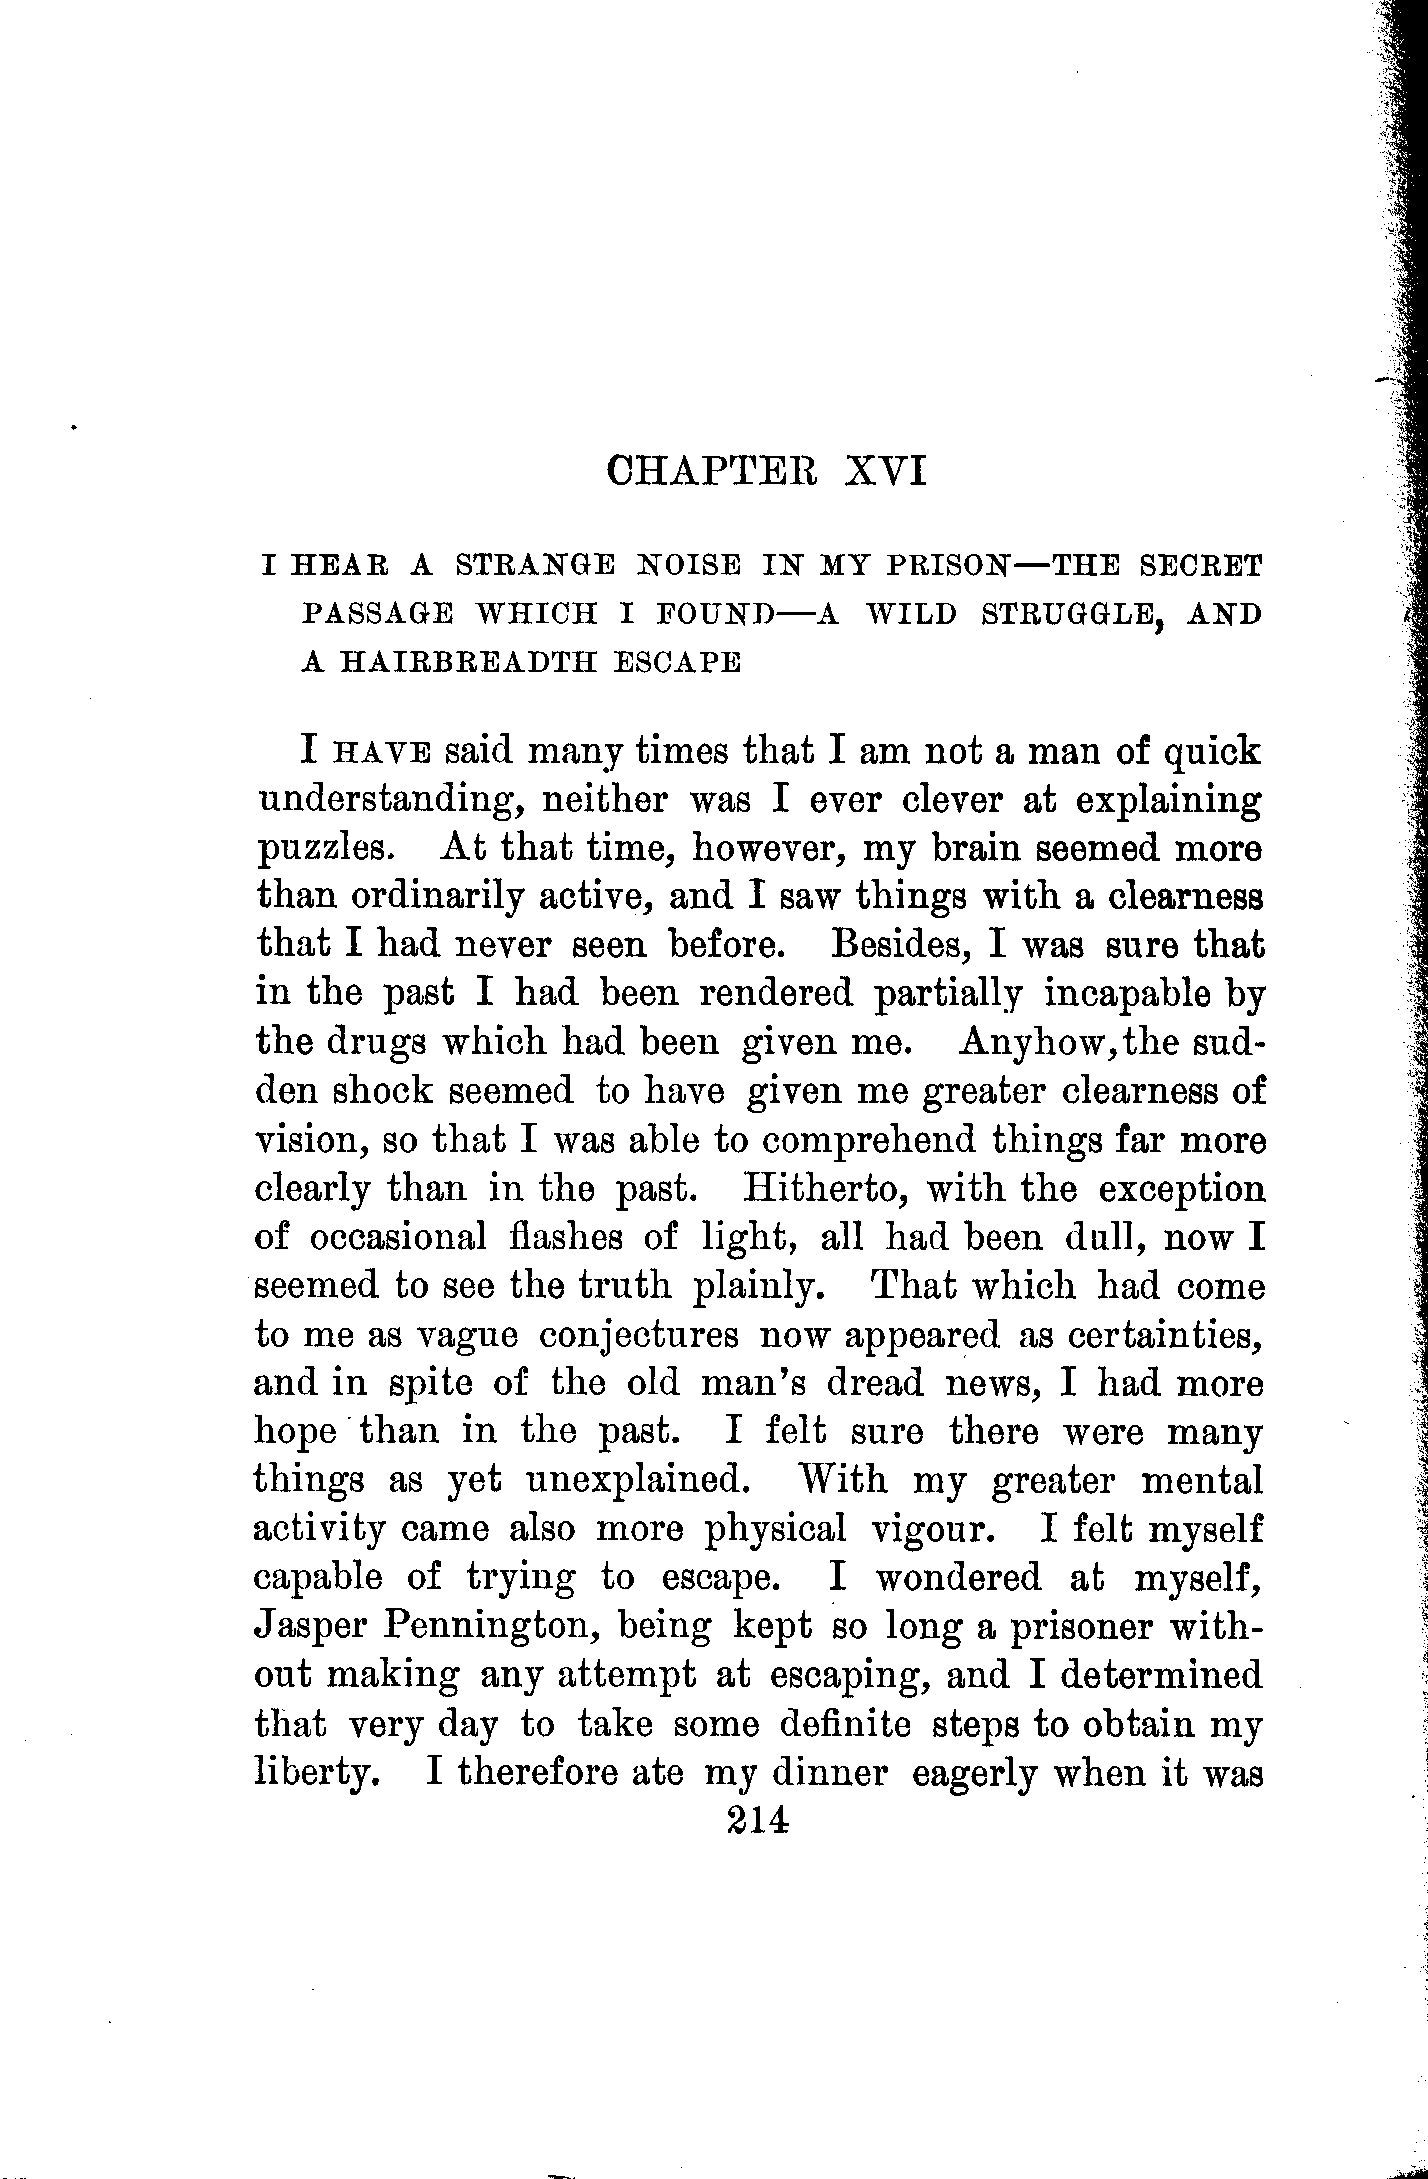 CHAPTER XVI
I HEAR A STRANGE NOISE IN MY PRISON—THE SECRET
PASSAGE WHICH I FOUND—A WILD STRUGGLE, AND
A HAIRBREADTH ESCAPE
I HAVE said many times that I am not a man of quick
understanding, neither was I ever clever at explaining
puzzles. At that time, however, my brain seemed more
than ordinarily active, and I saw things with a clearness
that I had never seen before. Besides, I was sure that
in the past I had been rendered partially incapable by
the drugs which had been given me. Anyhow,the sud-
den shock seemed to have given me greater clearness of
vision, so that I was able to comprehend things far more
clearly than in the past. Hitherto, with the exception
of occasional flashes of light, all had been dull, now I
seemed to see the truth plainly. That which had come
to me as vague conjectures now appeared as certainties,
and in spite of the old man's dread news, I had more
hope than in the past. I felt sure there were many
things as yet unexplained. With my greater mental
activity came also more physical vigour. I felt myself
capable of trying to escape. I wondered at myself,
Jasper Pennington, being kept so long a prisoner with-
out making any attempt at escaping, and I determined
that very day to take some definite steps to obtain my
liberty. I therefore ate my dinner eagerly when it was
214